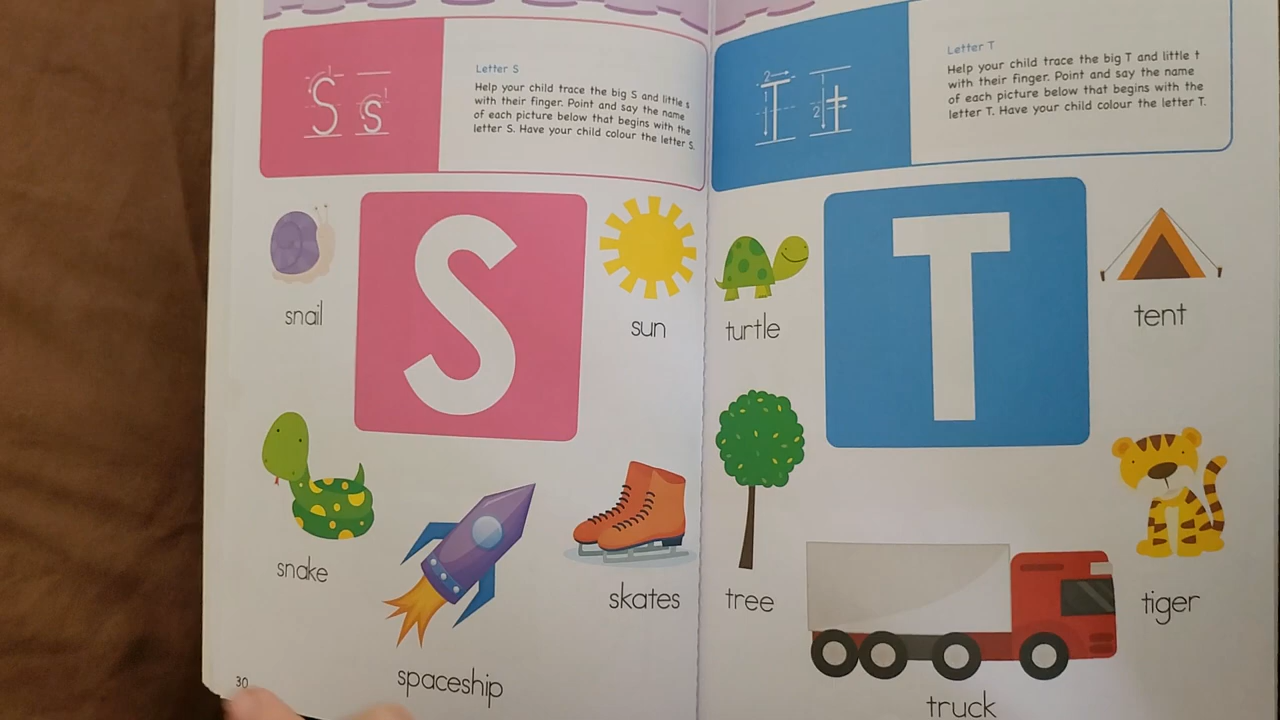 S s
Letter S
Help your child trace the big S and little s
with their finger. Point and say the name
of each picture below that begins with the
letter S. Have your child colour the letter S.
S
snail
sun
snake
spaceship
skates
30
2
T t
2
Letter T
Help your child trace the big T and little t
with their finger. Point and say the name
of each picture below that begins with the
letter T. Have your child colour the letter T.
T
turtle
tent
tree
tiger
truck